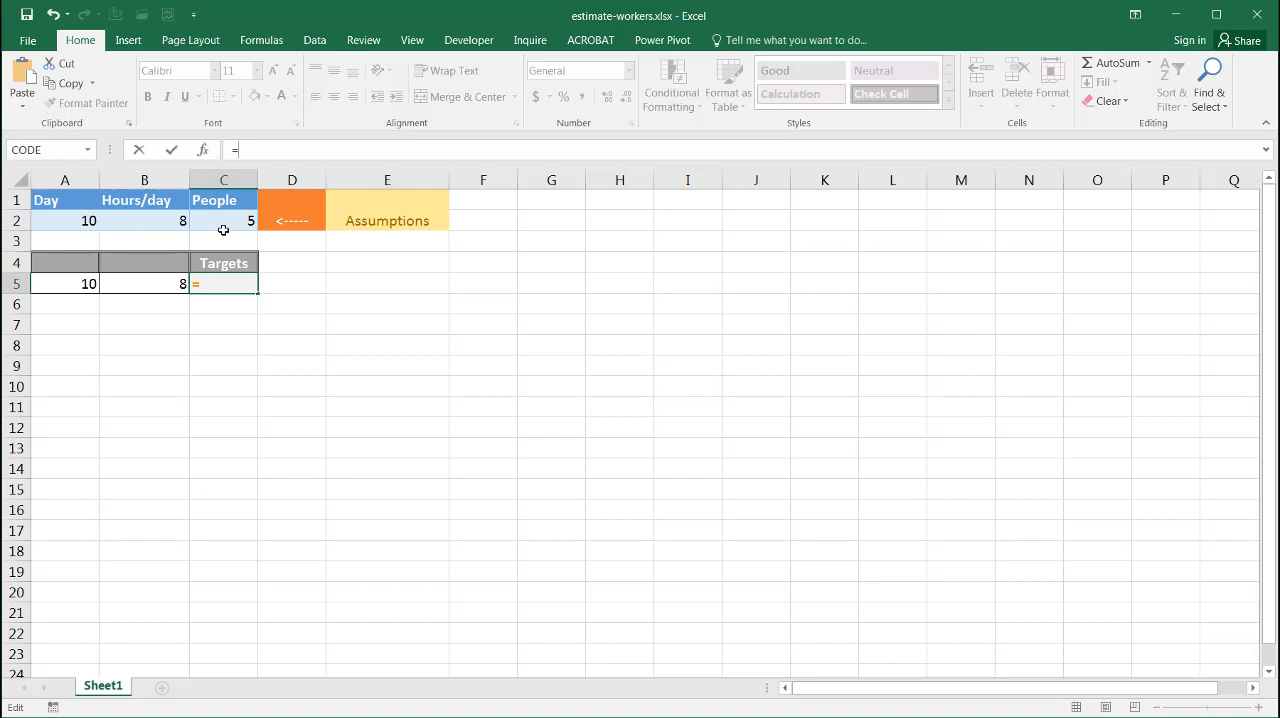 estimate-workers.xlsx - Excel
File Home Insert Page Layout Formulas Data Review View Developer Inquire ACROBAT Power Pivot Tell me what you want to do... Sign in Share
Paste
Cut
Copy
Format Painter
Clipboard
Calibri 11
B I U
Font
Wrap Text
Merge & Center
Alignment
General
$ % ,
Number
Conditional Formatting
Format as Table
Good Neutral
Calculation Check Cell
Styles
Insert Delete Format
Cells
AutoSum
Fill
Clear
Sort & Filter
Find & Select
Editing
CODE fx =
A B C D E F G H I J K L M N O P Q
1 Day Hours/day People
2 10 8 5 <----- Assumptions
3
4 Targets
5 10 8 =
6
7
8
9
10
11
12
13
14
15
16
17
18
19
20
21
22
23
24
Sheet1
Edit